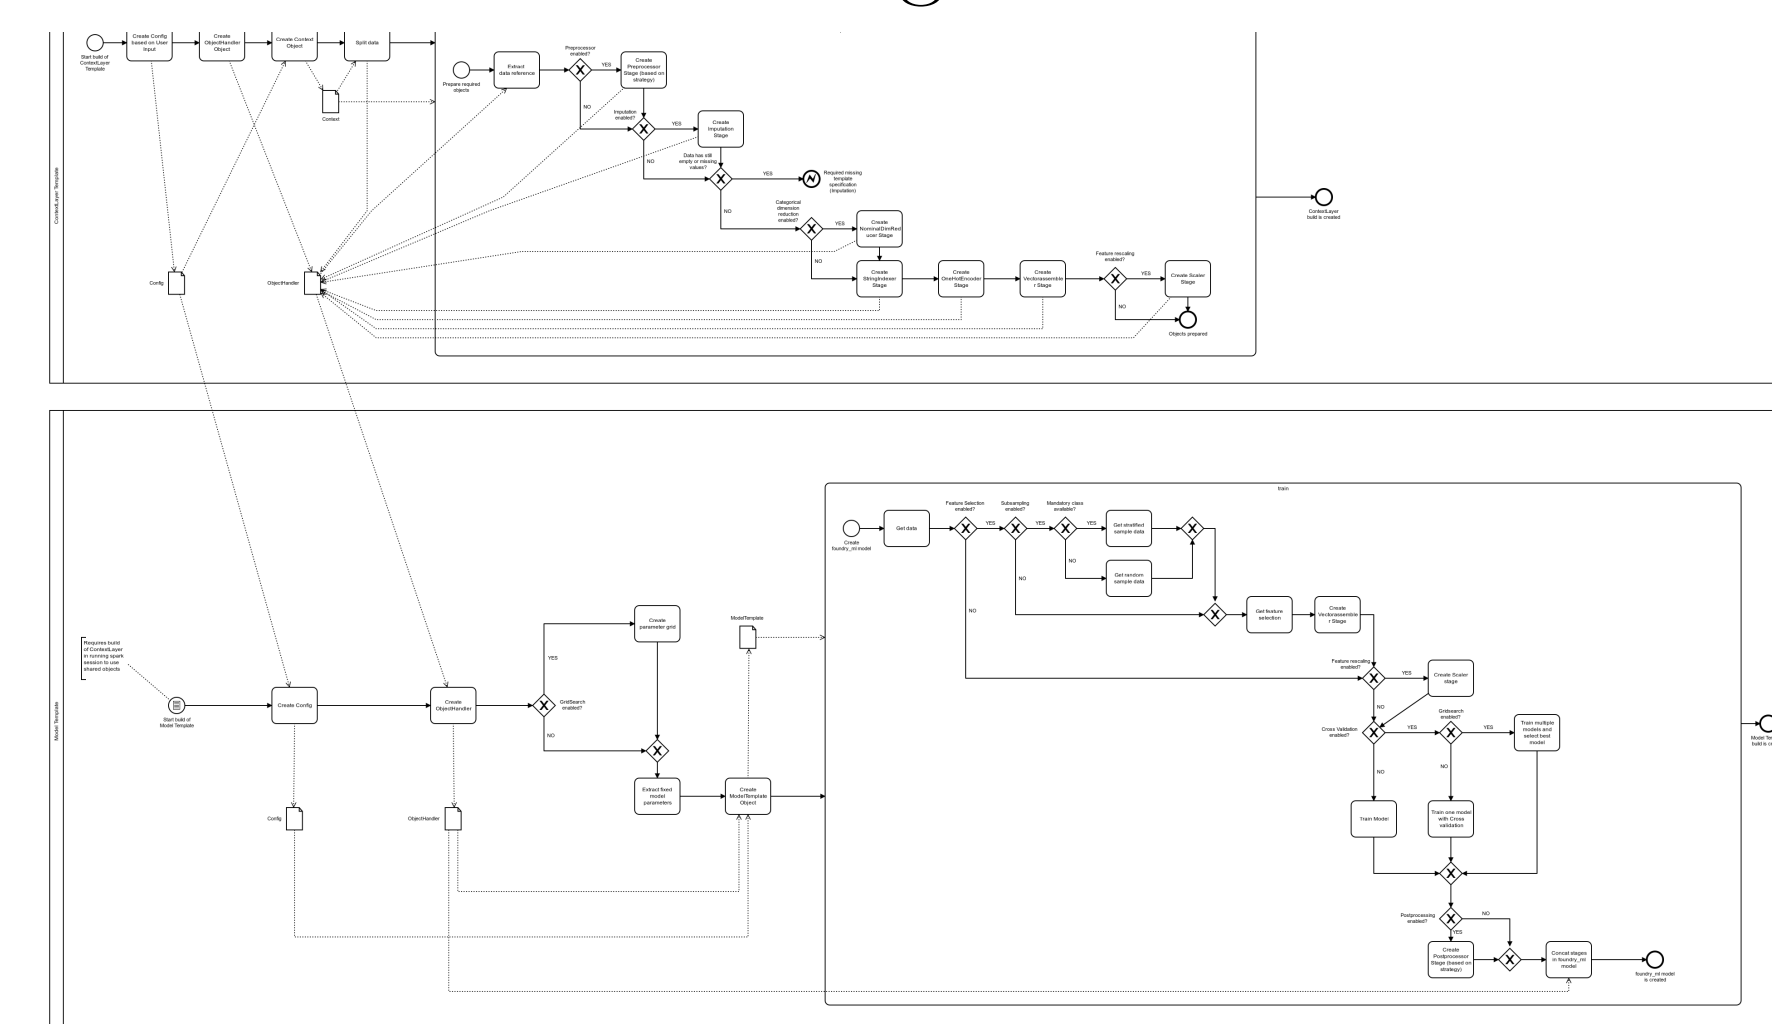 Create Config
based on User
Input
Create
ObjectHandler
Object
Create Context
Object
Split data
Start build of
ContextLayer
Template
Context
Prepare required
objects
Extract
data reference
Preprocessor
enabled?
YES
NO
Create
Preprocessor
Stage (based on
strategy)
Imputation
enabled?
YES
NO
Create
Imputation
Stage
Data has still
empty or missing
values?
YES
NO
Required missing
template
specification
(Imputation)
Categorical
dimension
reduction
enabled?
YES
NO
Create
NominalDimRed
ucer Stage
Create
StringIndexer
Stage
Create
OneHotEncoder
Stage
Create
Vectorassemble
r Stage
Feature rescaling
enabled?
YES
NO
Create Scaler
Stage
Objects prepared
ContextLayer
build is created
ContextLayer Template
Config
ObjectHandler
train
Create
foundry_ml model
Get data
Feature Selection
enabled?
YES
NO
Subsampling
enabled?
YES
NO
Mandatory class
available?
YES
NO
Get stratified
sample data
Get random
sample data
Get feature
selection
Create
Vectorassemble
r Stage
Feature rescaling
enabled?
YES
NO
Create Scaler
stage
Cross Validation
enabled?
YES
NO
Gridsearch
enabled?
YES
NO
Train multiple
models and
select best
model
Train Model
Train one model
with Cross
validation
Postprocessing
enabled?
NO
YES
Create
Postprocessor
Stage (based on
strategy)
Concat stages
in foundry_ml
model
foundry_ml model
is created
Model Template
Requires build
of ContextLayer
in running spark
session to use
shared objects
Start build of
Model Template
Create Config
Create
ObjectHandler
GridSearch
enabled?
YES
NO
Create
parameter grid
Extract fixed
model
parameters
Create
ModelTemplate
Object
ModelTemplate
Config
ObjectHandler
Model
build is